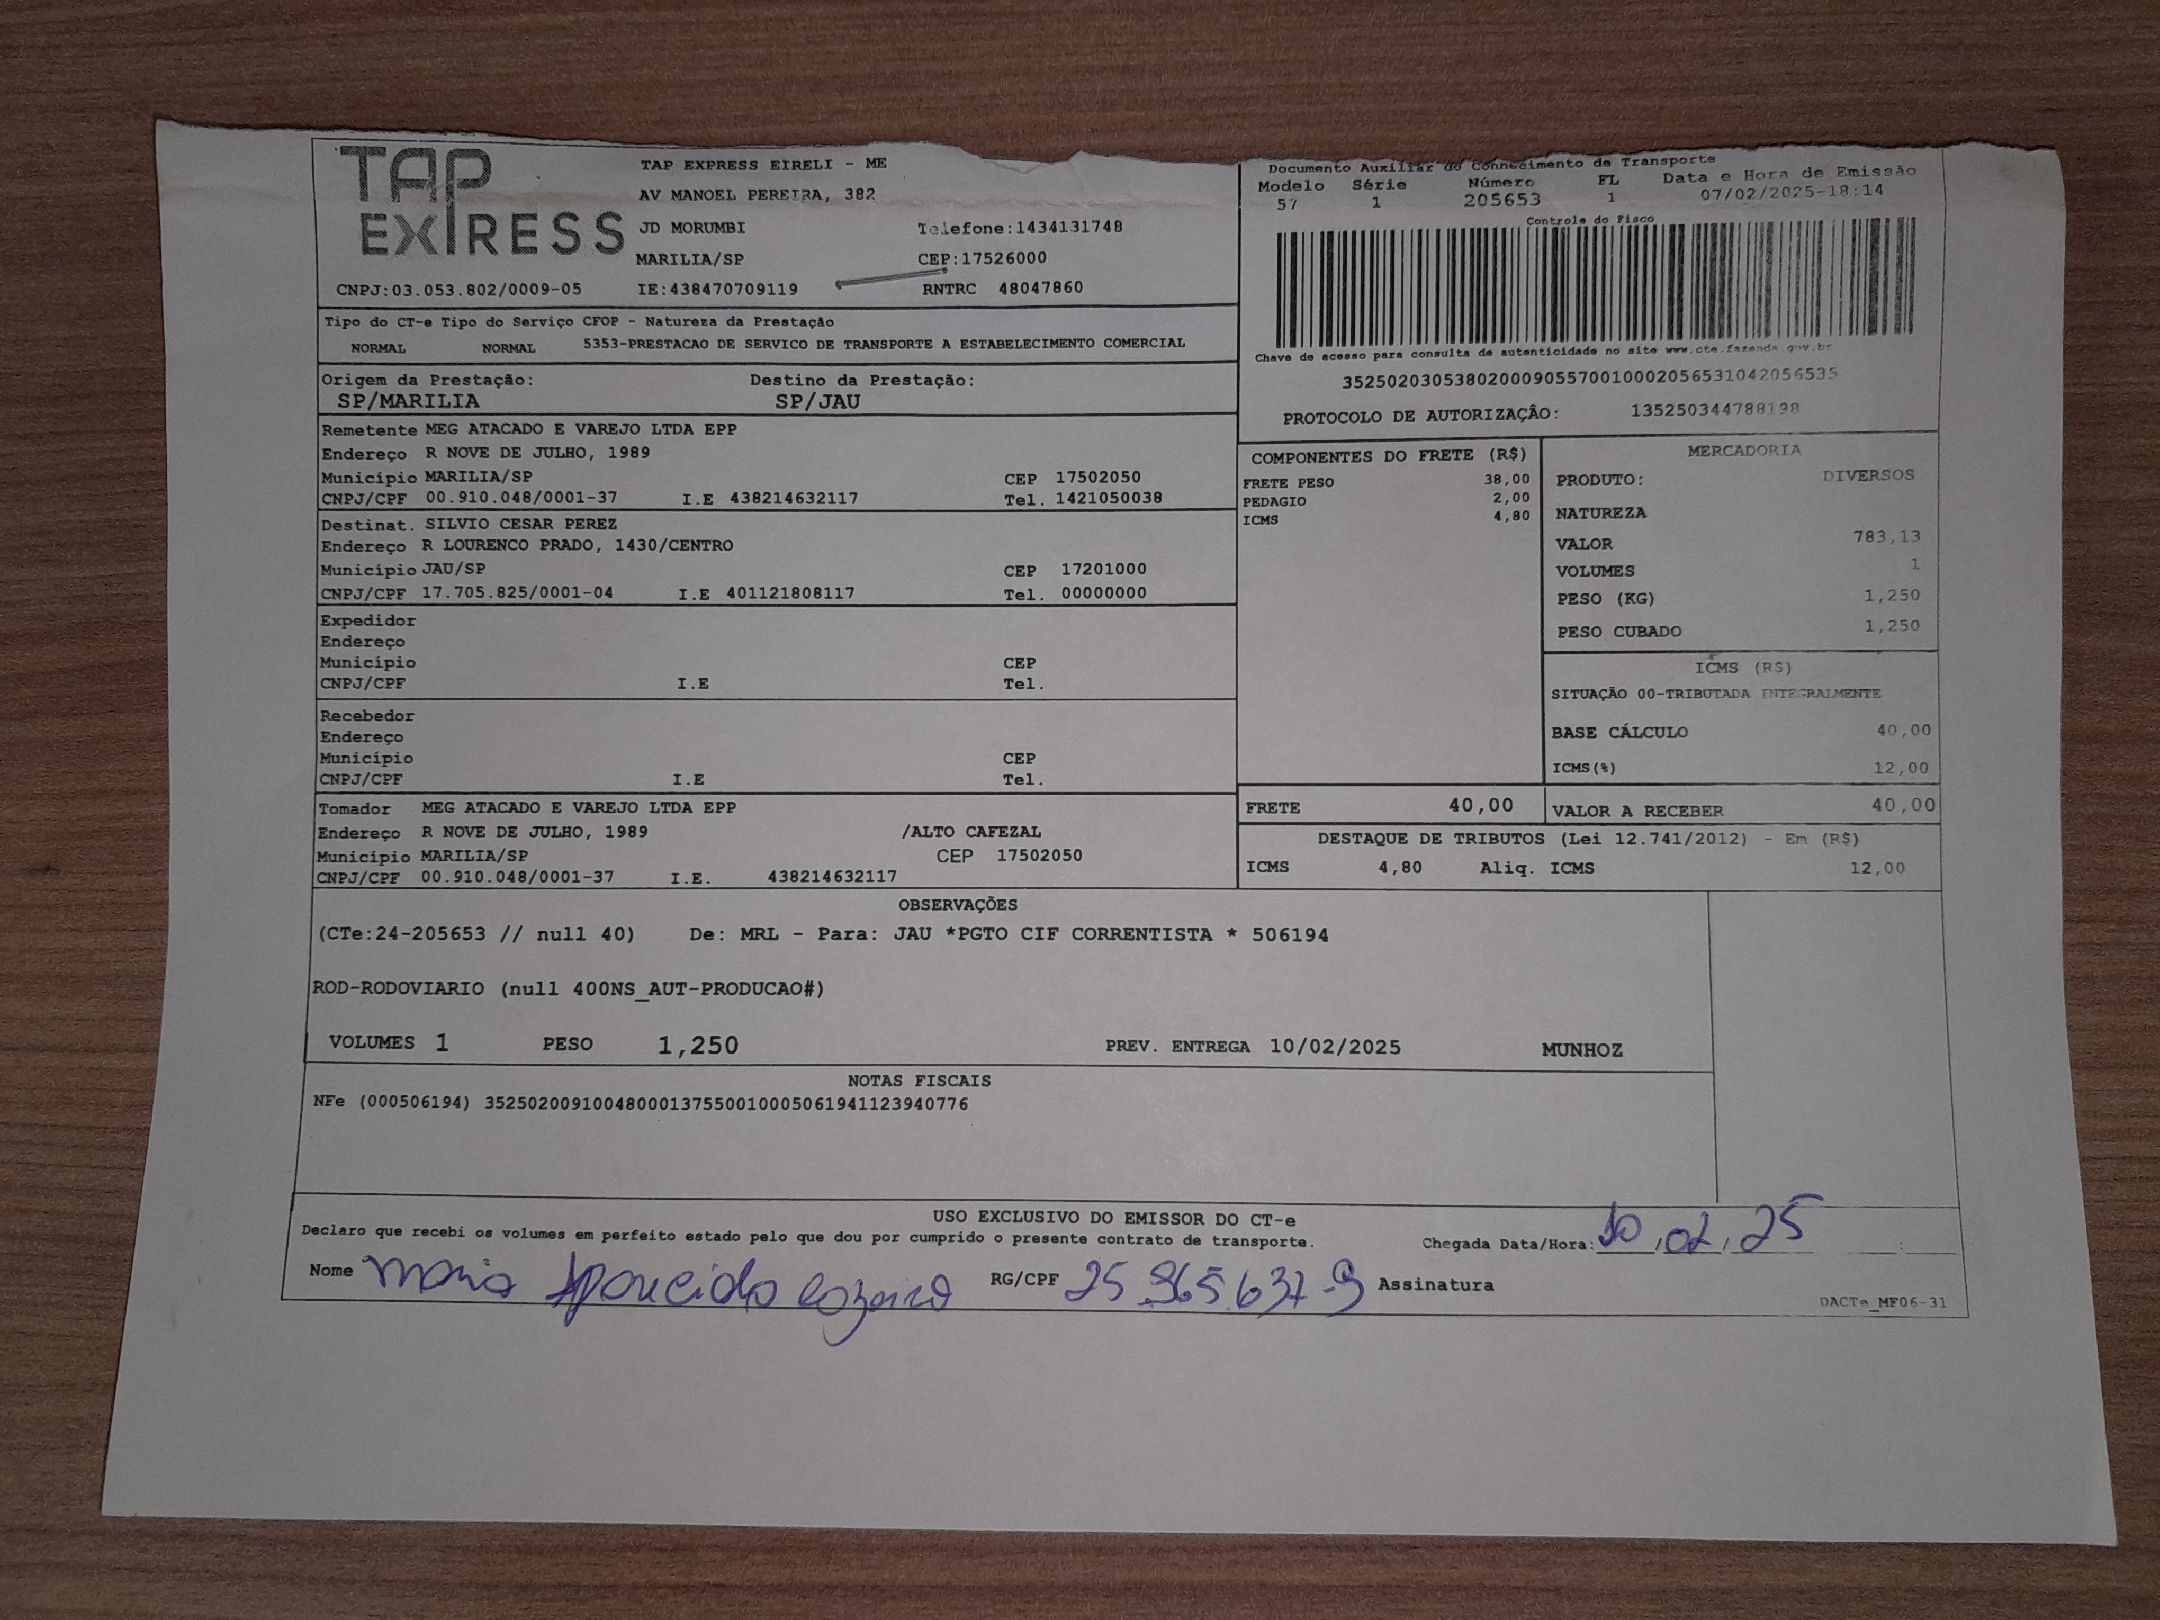 TAP EXPRESS
TAP EXPRESS EIRELI - ME
AV MANOEL PEREIRA, 382
JD MORUMBI Telefone:1434131748
MARILIA/SP CEP:17526000
CNPJ:03.053.802/0009-05 IE:438470709119 RNTRC 48047860
Documento Auxiliar do Conhecimento de Transporte
Modelo Série Número FL Data e Hora de Emissão
57 1 205653 1 07/02/2025-18:14
Controle do Fisco
Chave de acesso para consulta de autenticidade no site www.cte.fazenda.gov.br
35250203053802000905570010002056531042056535
PROTOCOLO DE AUTORIZAÇÃO: 135250344788198
Tipo do CT-e Tipo do Serviço CFOP - Natureza da Prestação
NORMAL NORMAL 5353-PRESTACAO DE SERVICO DE TRANSPORTE A ESTABELECIMENTO COMERCIAL
Origem da Prestação: Destino da Prestação:
SP/MARILIA SP/JAU
Remetente MEG ATACADO E VAREJO LTDA EPP
Endereço R NOVE DE JULHO, 1989
Município MARILIA/SP CEP 17502050
CNPJ/CPF 00.910.048/0001-37 I.E 438214632117 Tel. 1421050038
Destinat. SILVIO CESAR PEREZ
Endereço R LOURENCO PRADO, 1430/CENTRO
Município JAU/SP CEP 17201000
CNPJ/CPF 17.705.825/0001-04 I.E 401121808117 Tel. 00000000
Expedidor
Endereço
Município CEP
CNPJ/CPF I.E Tel.
Recebedor
Endereço
Município CEP
CNPJ/CPF I.E Tel.
Tomador MEG ATACADO E VAREJO LTDA EPP
Endereço R NOVE DE JULHO, 1989 /ALTO CAFEZAL
Município MARILIA/SP CEP 17502050
CNPJ/CPF 00.910.048/0001-37 I.E. 438214632117
COMPONENTES DO FRETE (R$)
FRETE PESO 38,00
PEDAGIO 2,00
ICMS 4,80
MERCADORIA
PRODUTO: DIVERSOS
NATUREZA
VALOR 783,13
VOLUMES 1
PESO (KG) 1,250
PESO CUBADO 1,250
ICMS (R$)
SITUAÇÃO 00-TRIBUTADA INTEGRALMENTE
BASE CÁLCULO 40,00
ICMS(%) 12,00
FRETE 40,00 VALOR A RECEBER 40,00
DESTAQUE DE TRIBUTOS (Lei 12.741/2012) - Em (R$)
ICMS 4,80 Aliq. ICMS 12,00
OBSERVAÇÕES
(CTe:24-205653 // null 40) De: MRL - Para: JAU *PGTO CIF CORRENTISTA * 506194
ROD-RODOVIARIO (null 400NS_AUT-PRODUCAO#)
VOLUMES 1 PESO 1,250 PREV. ENTREGA 10/02/2025 MUNHOZ
NOTAS FISCAIS
NFe (000506194) 35250200910048000137550010005061941123940776
USO EXCLUSIVO DO EMISSOR DO CT-e
Declaro que recebi os volumes em perfeito estado pelo que dou por cumprido o presente contrato de transporte. Chegada Data/Hora: 10,02,25 :
Nome Maria Aparecida RG/CPF 25 965 637-9 Assinatura
DACTe_MF06-31